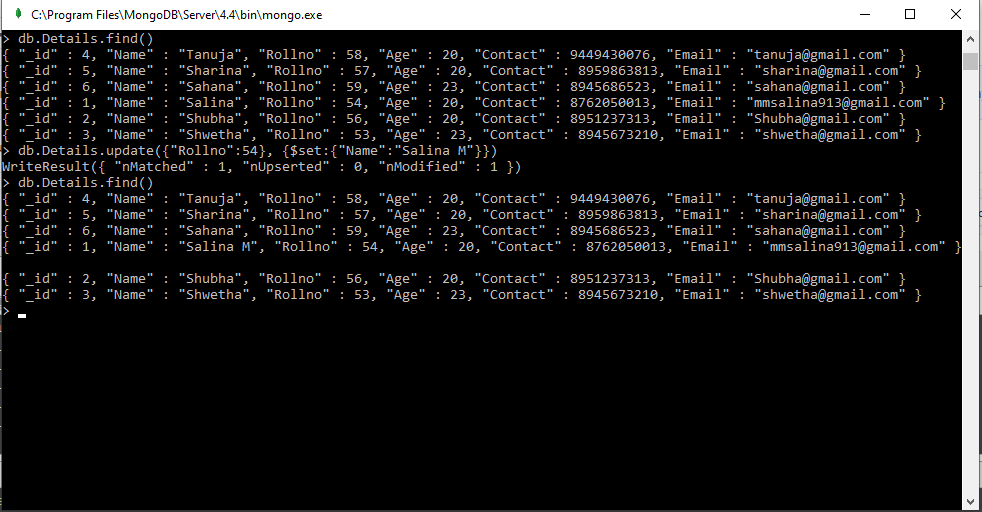 C:\Program Files\MongoDB\Server\4.4\bin\mongo.exe
> db.Details.find()
{ "_id" : 4, "Name" : "Tanuja", "Rollno" : 58, "Age" : 20, "Contact" : 9449430076, "Email" : "tanuja@gmail.com" }
{ "_id" : 5, "Name" : "Sharina", "Rollno" : 57, "Age" : 20, "Contact" : 8959863813, "Email" : "sharina@gmail.com" }
{ "_id" : 6, "Name" : "Sahana", "Rollno" : 59, "Age" : 23, "Contact" : 8945686523, "Email" : "sahana@gmail.com" }
{ "_id" : 1, "Name" : "Salina", "Rollno" : 54, "Age" : 20, "Contact" : 8762050013, "Email" : "mmsalina913@gmail.com" }
{ "_id" : 2, "Name" : "Shubha", "Rollno" : 56, "Age" : 20, "Contact" : 8951237313, "Email" : "Shubha@gmail.com" }
{ "_id" : 3, "Name" : "Shwetha", "Rollno" : 53, "Age" : 23, "Contact" : 8945673210, "Email" : "shwetha@gmail.com" }
> db.Details.update({"Rollno":54}, {$set:{"Name":"Salina M"}})
WriteResult({ "nMatched" : 1, "nUpserted" : 0, "nModified" : 1 })
> db.Details.find()
{ "_id" : 4, "Name" : "Tanuja", "Rollno" : 58, "Age" : 20, "Contact" : 9449430076, "Email" : "tanuja@gmail.com" }
{ "_id" : 5, "Name" : "Sharina", "Rollno" : 57, "Age" : 20, "Contact" : 8959863813, "Email" : "sharina@gmail.com" }
{ "_id" : 6, "Name" : "Sahana", "Rollno" : 59, "Age" : 23, "Contact" : 8945686523, "Email" : "sahana@gmail.com" }
{ "_id" : 1, "Name" : "Salina M", "Rollno" : 54, "Age" : 20, "Contact" : 8762050013, "Email" : "mmsalina913@gmail.com" }
{ "_id" : 2, "Name" : "Shubha", "Rollno" : 56, "Age" : 20, "Contact" : 8951237313, "Email" : "Shubha@gmail.com" }
{ "_id" : 3, "Name" : "Shwetha", "Rollno" : 53, "Age" : 23, "Contact" : 8945673210, "Email" : "shwetha@gmail.com" }
>